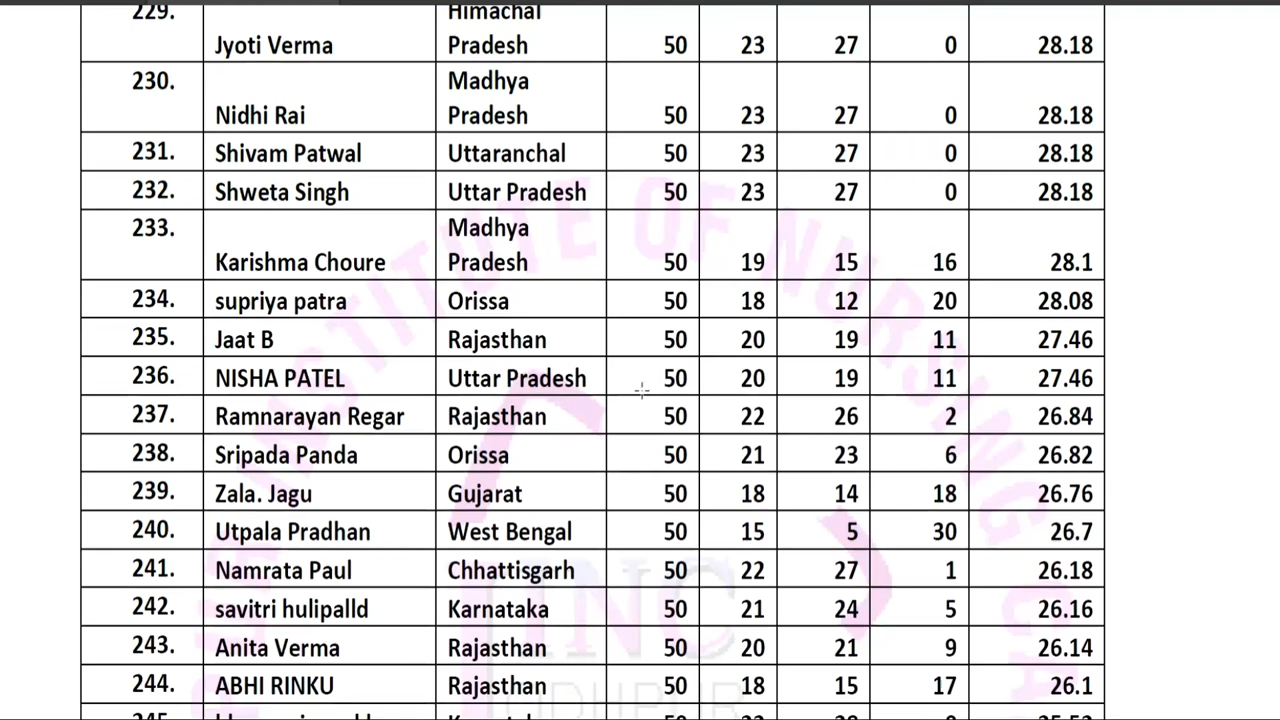 229. Himachal
Jyoti Verma Pradesh 50 23 27 0 28.18
230. Madhya
Nidhi Rai Pradesh 50 23 27 0 28.18
231. Shivam Patwal Uttaranchal 50 23 27 0 28.18
232. Shweta Singh Uttar Pradesh 50 23 27 0 28.18
233. Madhya
Karishma Choure Pradesh 50 19 15 16 28.1
234. supriya patra Orissa 50 18 12 20 28.08
235. Jaat B Rajasthan 50 20 19 11 27.46
236. NISHA PATEL Uttar Pradesh 50 20 19 11 27.46
237. Ramnarayan Regar Rajasthan 50 22 26 2 26.84
238. Sripada Panda Orissa 50 21 23 6 26.82
239. Zala. Jagu Gujarat 50 18 14 18 26.76
240. Utpala Pradhan West Bengal 50 15 5 30 26.7
241. Namrata Paul Chhattisgarh 50 22 27 1 26.18
242. savitri hulipalld Karnataka 50 21 24 5 26.16
243. Anita Verma Rajasthan 50 20 21 9 26.14
244. ABHI RINKU Rajasthan 50 18 15 17 26.1
INSTITUTE OF NURSING
INC
JODHPUR